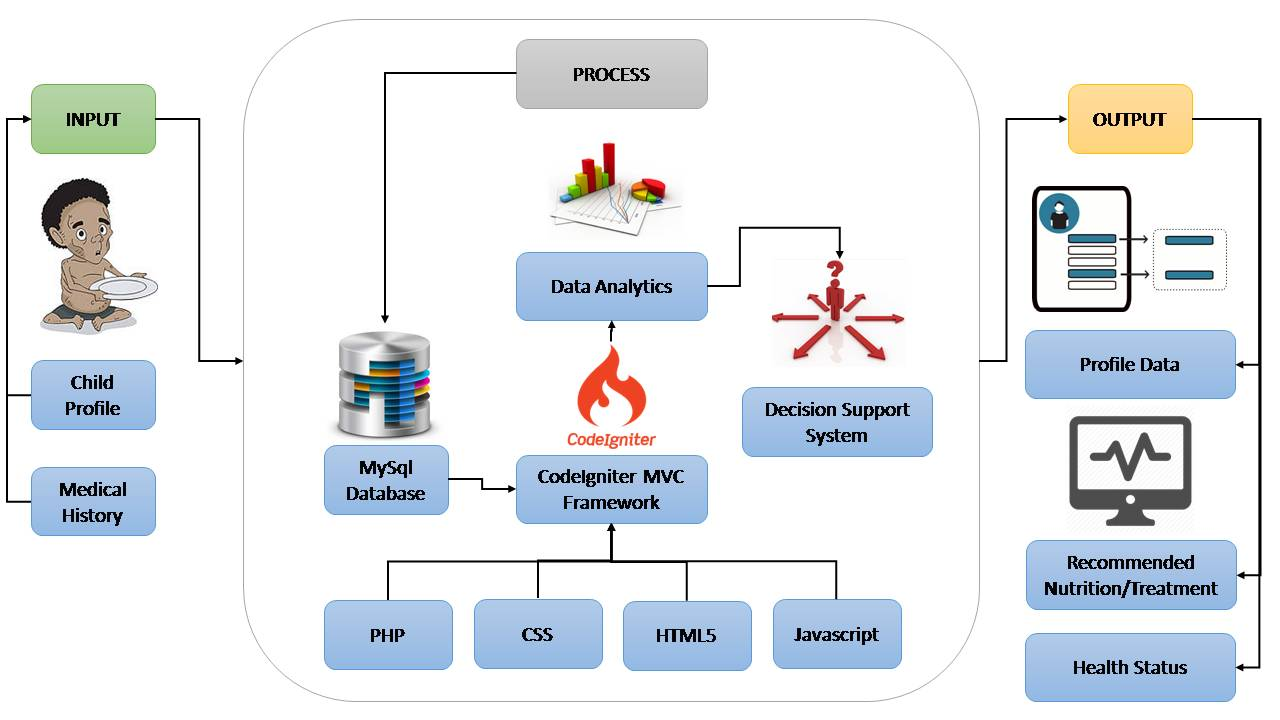 PROCESS
INPUT
OUTPUT
Data Analytics
?
Child
Profile
Profile Data
Decision Support
System
CodeIgniter
MySql
Database
CodeIgniter MVC
Framework
Medical
History
Recommended
Nutrition/Treatment
PHP
CSS
HTML5
Javascript
Health Status